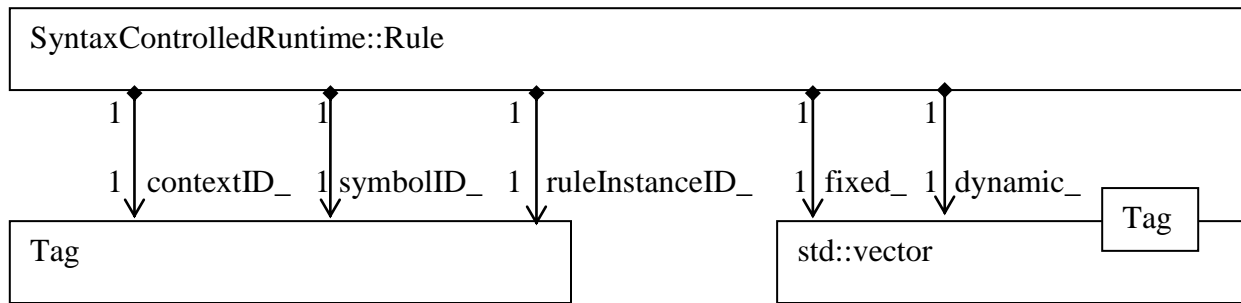 SyntaxControlledRuntime::Rule
1 1 1 1 1
1 contextID_ 1 symbolID_ 1 ruleInstanceID_ 1 fixed_ 1 dynamic_
Tag
Tag
std::vector